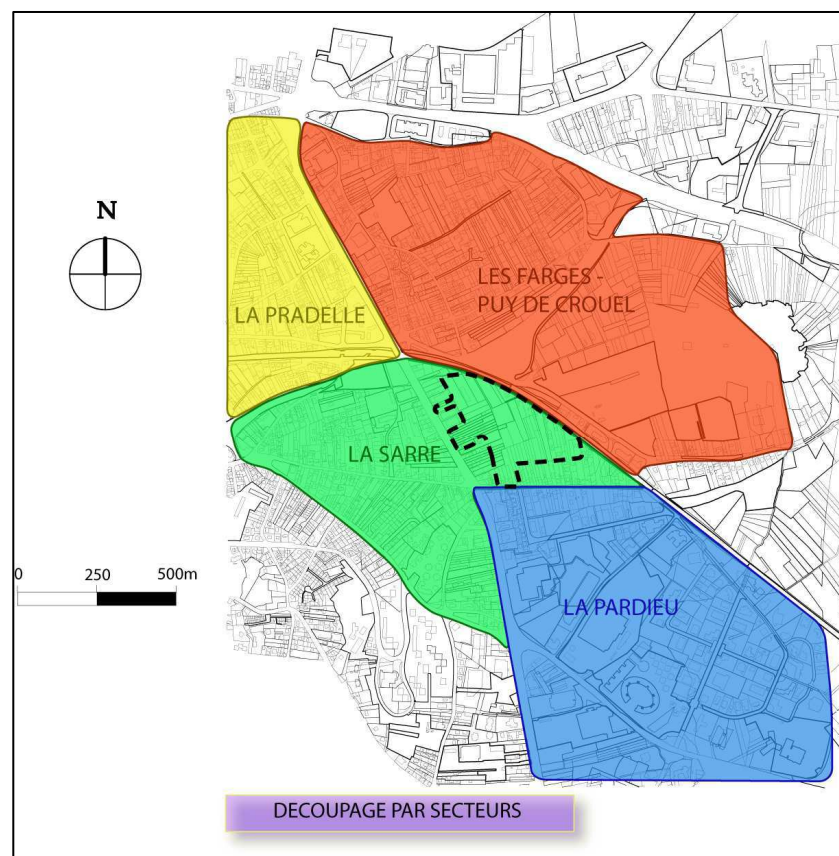 N
LES FARGES -
PUY DE CROUEL
LA PRADELLE
LA SARRE
0 250 500m
LA PARDIEU
DECOUPAGE PAR SECTEURS